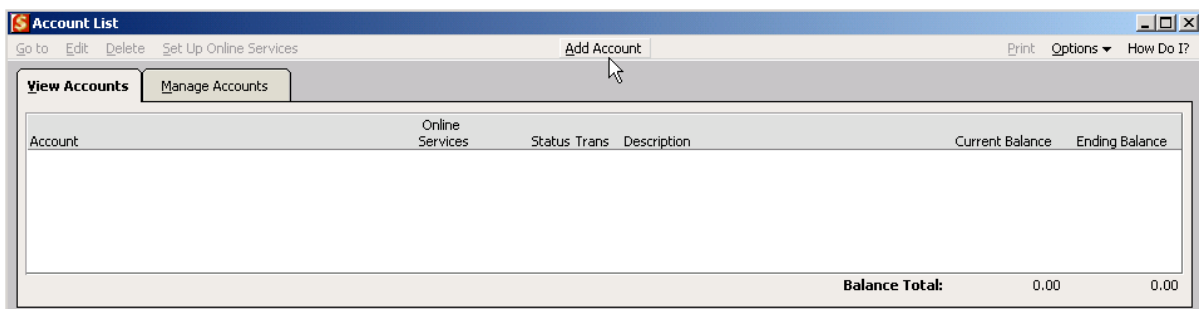 Account List
Go to Edit Delete Set Up Online Services Add Account Print Options How Do I?
View Accounts Manage Accounts
Online
Account Services Status Trans Description Current Balance Ending Balance
Balance Total: 0.00 0.00